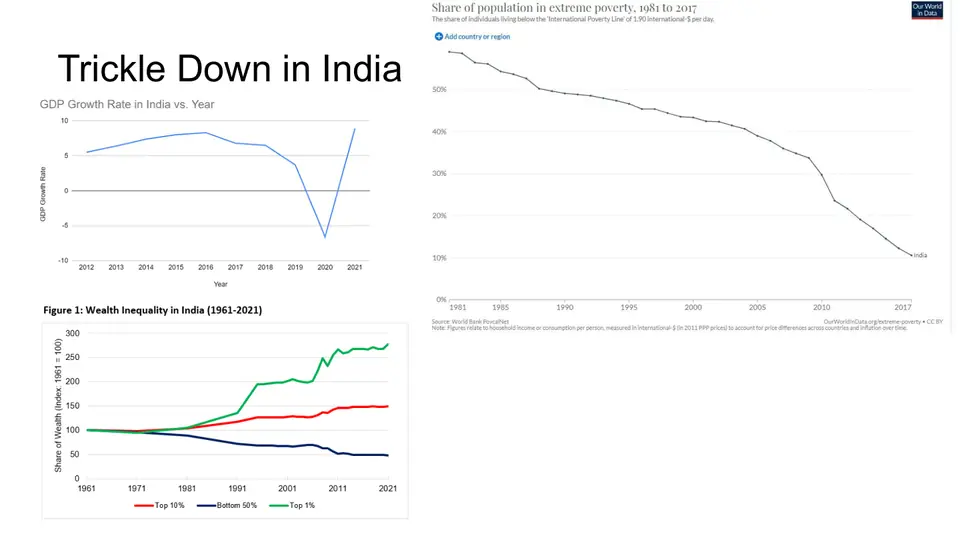 Trickle Down in India
GDP Growth Rate in India vs. Year
10
5
0
-5
-10
GDP Growth Rate
2012 2013 2014 2015 2016 2017 2018 2019 2020 2021
Year
Figure 1: Wealth Inequality in India (1961-2021)
300
250
200
150
100
50
0
Share of Wealth (Index: 1961 = 100)
1961 1971 1981 1991 2001 2011 2021
Top 10% Bottom 50% Top 1%
Share of population in extreme poverty, 1981 to 2017
The share of individuals living below the 'International Poverty Line' of 1.90 international-$ per day.
Our World
in Data
Add country or region
50%
40%
30%
20%
10%
0%
India
1981 1985 1990 1995 2000 2005 2010 2017
Source: World Bank PovcalNet OurWorldInData.org/extreme-poverty • CC BY
Note: Figures relate to household income or consumption per person, measured in international-$ (in 2011 PPP prices) to account for price differences across countries and inflation over time.